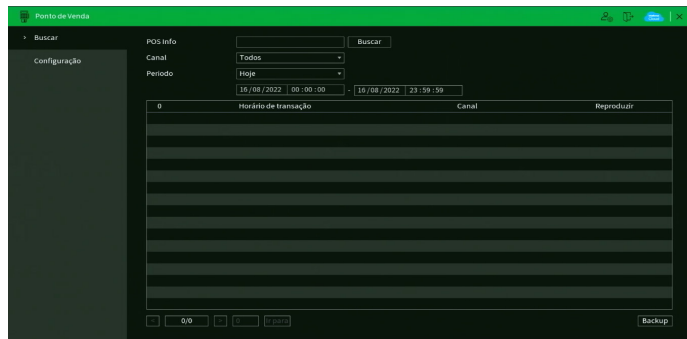 Ponto de Venda
Buscar
Configuração
POS Info Buscar
Canal Todos
Período Hoje
16/08/2022 00:00:00 - 16/08/2022 23:59:59
0 Horário de transação Canal Reproduzir
< 0/0 > 0 Ir para
Backup